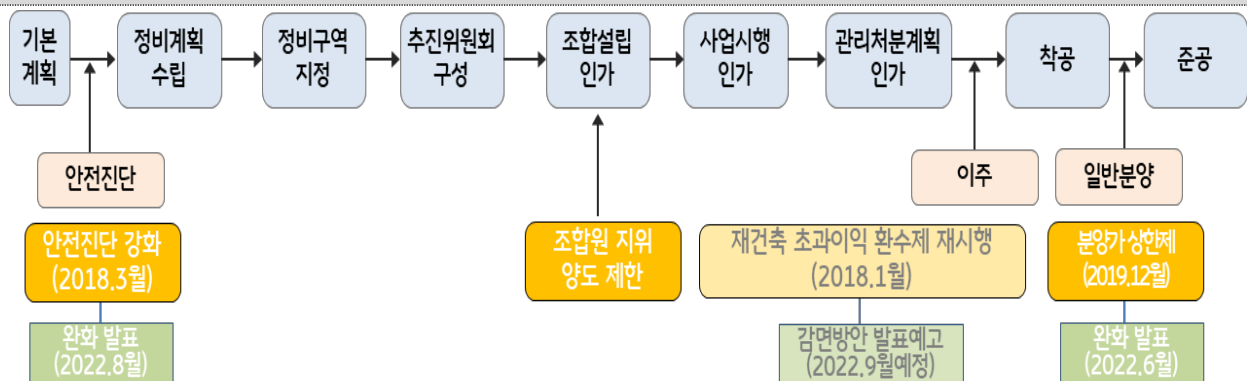 기본
계획
정비계획
수립
정비구역
지정
추진위원회
구성
조합설립
인가
사업시행
인가
관리처분계획
인가
착공
준공
안전진단
이주
일반분양
안전진단 강화
(2018.3월)
조합원 지위
양도 제한
재건축 초과이익 환수제 재시행
(2018.1월)
분양가상한제
(2019.12월)
완화 발표
(2022.8월)
감면방안 발표예고
(2022.9월예정)
완화 발표
(2022.6월)